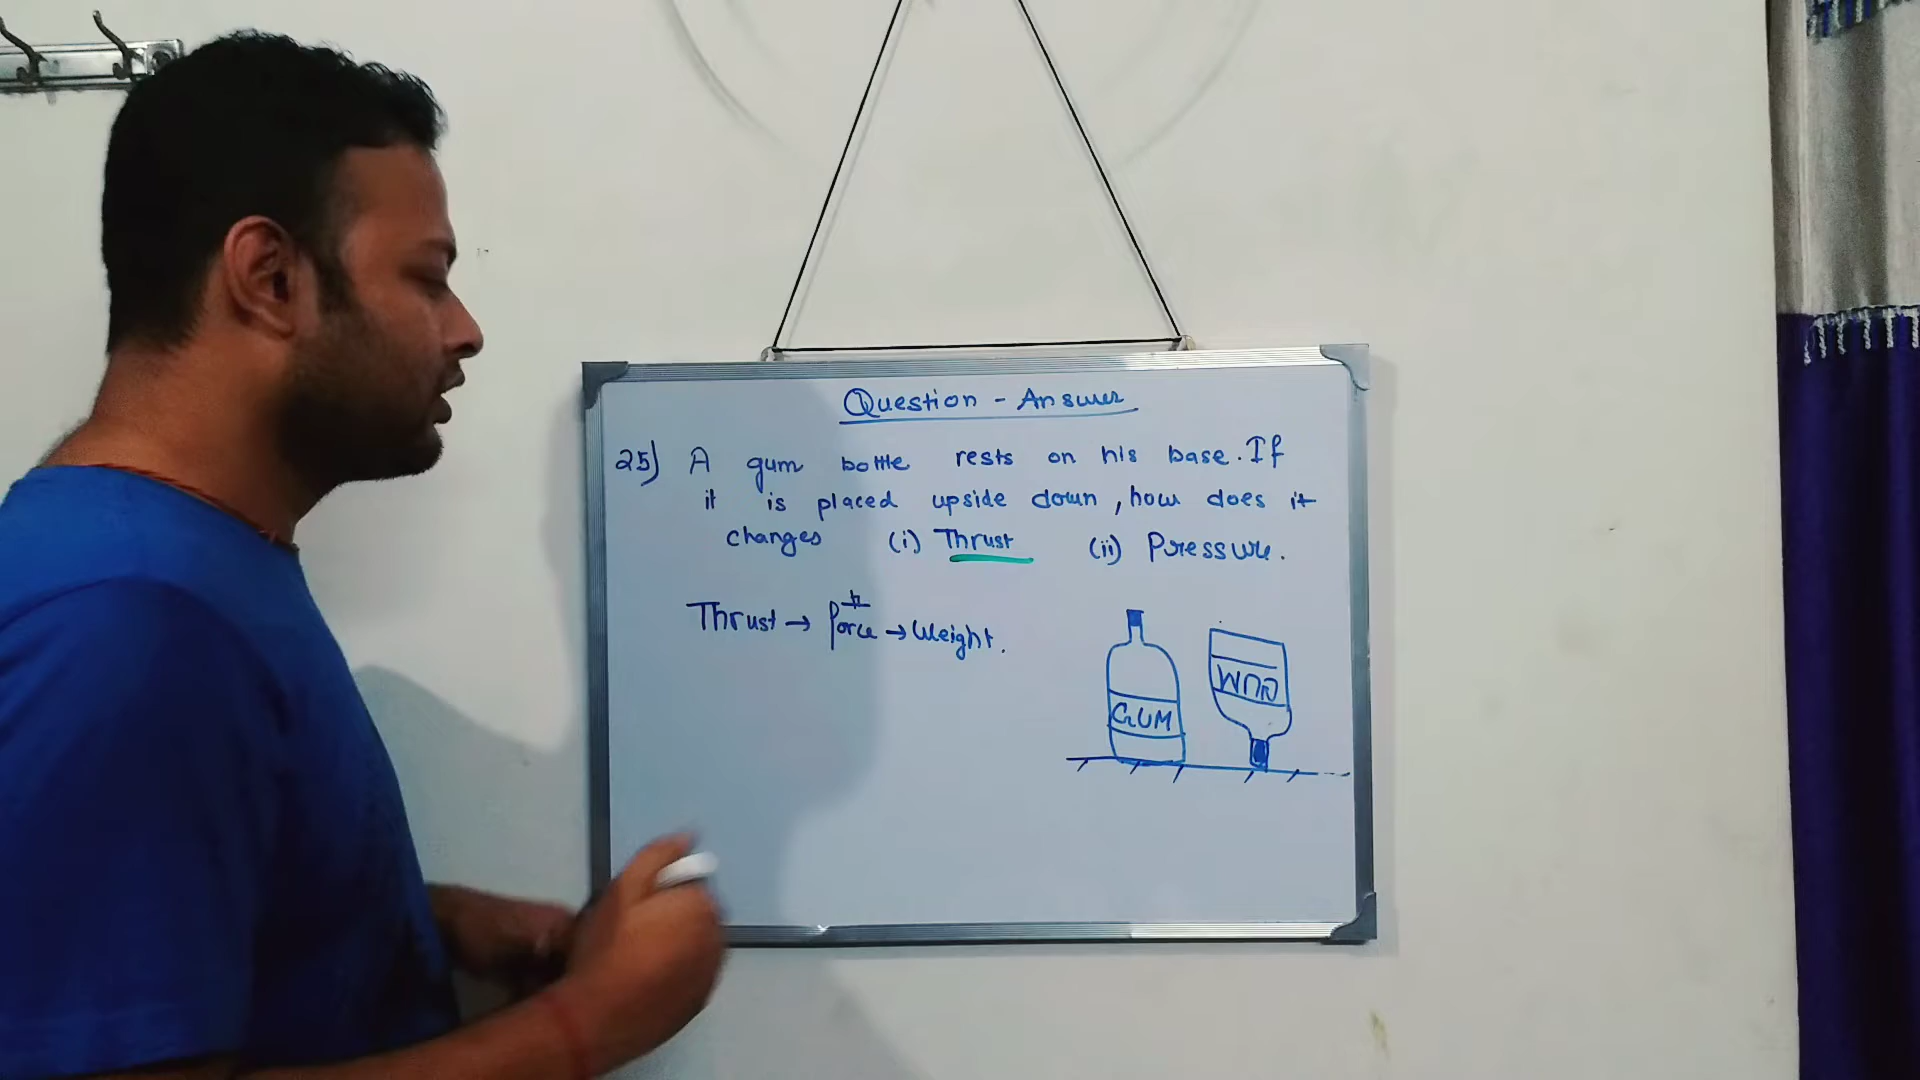 Question - Answer
25) A gum bottle rests on his base. If
it is placed upside down, how does it
changes (i) Thrust (ii) Pressure.
Thrust → force → Weight.
GUM
GUM